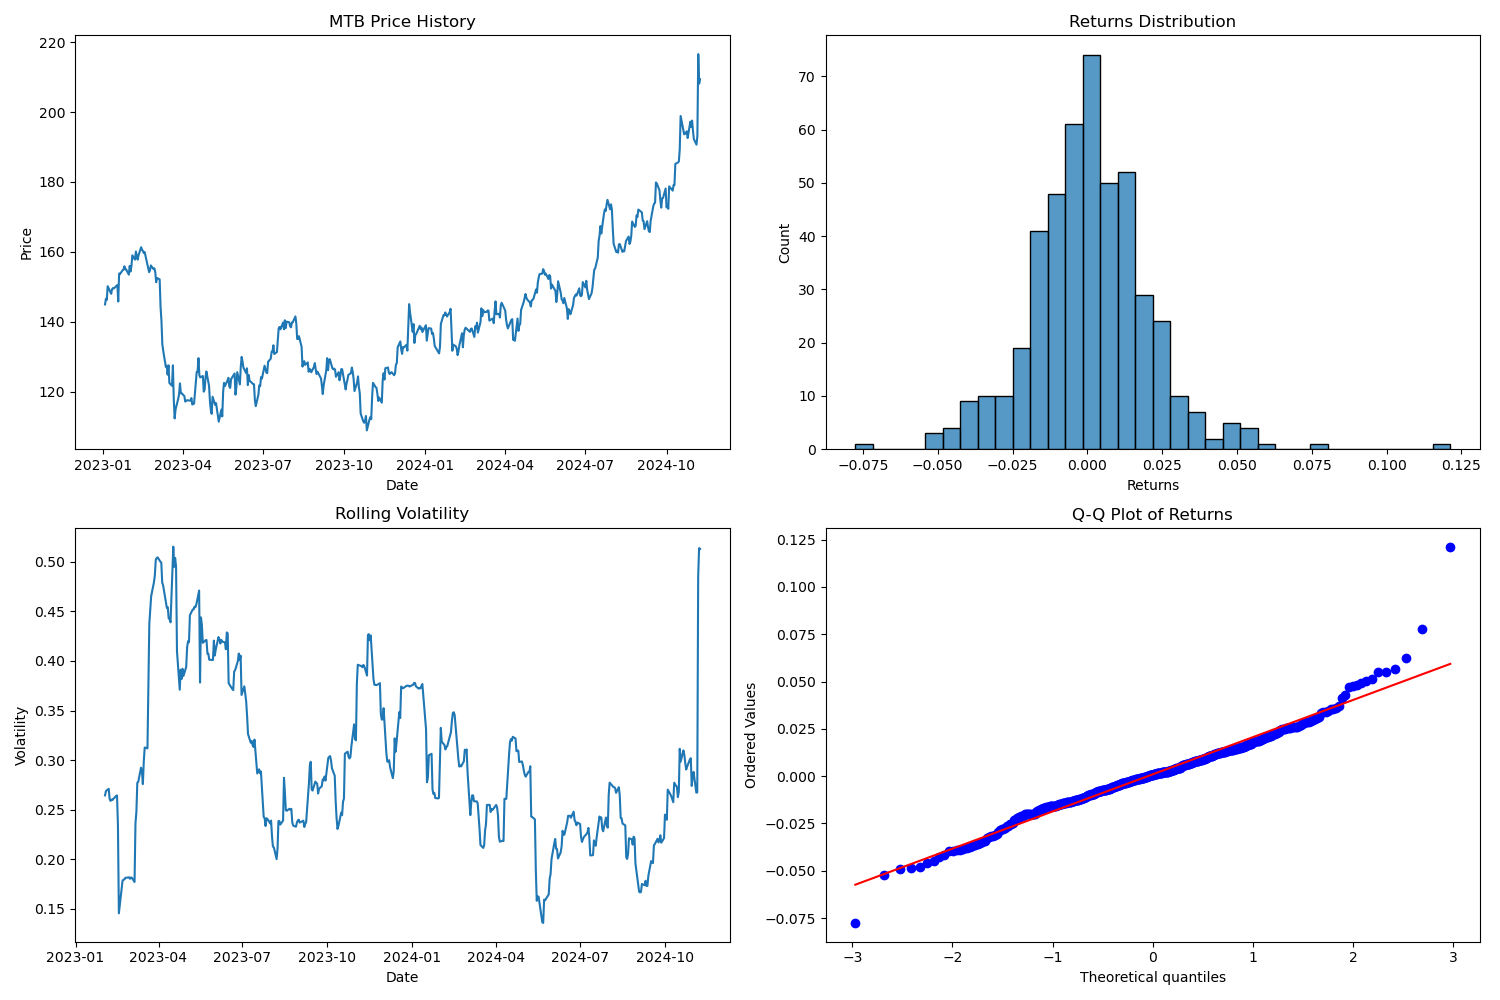 MTB Price History
220
200
180
160
140
120
Price
2023-01 2023-04 2023-07 2023-10 2024-01 2024-04 2024-07 2024-10
Date
Returns Distribution
70
60
50
40
30
20
10
0
Count
−0.075 −0.050 −0.025 0.000 0.025 0.050 0.075 0.100 0.125
Returns
Rolling Volatility
0.50
0.45
0.40
0.35
0.30
0.25
0.20
0.15
Volatility
2023-01 2023-04 2023-07 2023-10 2024-01 2024-04 2024-07 2024-10
Date
Q-Q Plot of Returns
0.125
0.100
0.075
0.050
0.025
0.000
−0.025
−0.050
−0.075
Ordered Values
−3 −2 −1 0 1 2 3
Theoretical quantiles